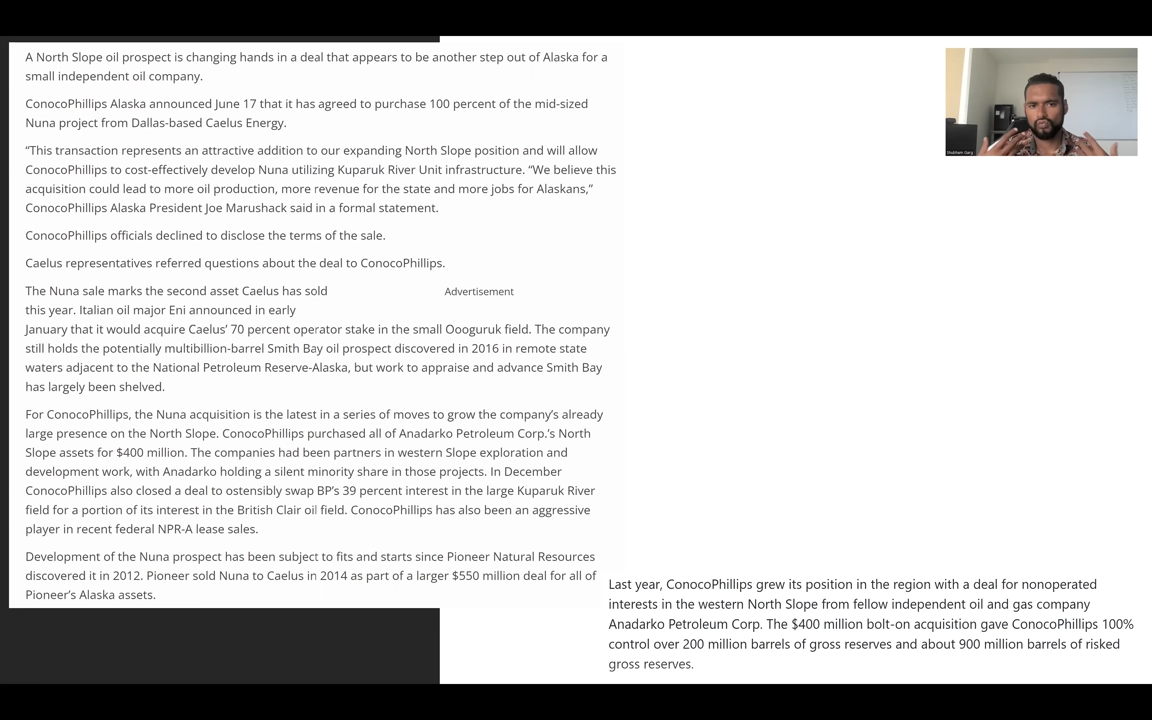 A North Slope oil prospect is changing hands in a deal that appears to be another step out of Alaska for a
small independent oil company.
ConocoPhillips Alaska announced June 17 that it has agreed to purchase 100 percent of the mid-sized
Nuna project from Dallas-based Caelus Energy.
“This transaction represents an attractive addition to our expanding North Slope position and will allow
ConocoPhillips to cost-effectively develop Nuna utilizing Kuparuk River Unit infrastructure. “We believe this
acquisition could lead to more oil production, more revenue for the state and more jobs for Alaskans,”
ConocoPhillips Alaska President Joe Marushack said in a formal statement.
ConocoPhillips officials declined to disclose the terms of the sale.
Caelus representatives referred questions about the deal to ConocoPhillips.
The Nuna sale marks the second asset Caelus has sold
this year. Italian oil major Eni announced in early
Advertisement
January that it would acquire Caelus’ 70 percent operator stake in the small Oooguruk field. The company
still holds the potentially multibillion-barrel Smith Bay oil prospect discovered in 2016 in remote state
waters adjacent to the National Petroleum Reserve-Alaska, but work to appraise and advance Smith Bay
has largely been shelved.
For ConocoPhillips, the Nuna acquisition is the latest in a series of moves to grow the company’s already
large presence on the North Slope. ConocoPhillips purchased all of Anadarko Petroleum Corp.’s North
Slope assets for $400 million. The companies had been partners in western Slope exploration and
development work, with Anadarko holding a silent minority share in those projects. In December
ConocoPhillips also closed a deal to ostensibly swap BP’s 39 percent interest in the large Kuparuk River
field for a portion of its interest in the British Clair oil field. ConocoPhillips has also been an aggressive
player in recent federal NPR-A lease sales.
Development of the Nuna prospect has been subject to fits and starts since Pioneer Natural Resources
discovered it in 2012. Pioneer sold Nuna to Caelus in 2014 as part of a larger $550 million deal for all of
Pioneer’s Alaska assets.
Last year, ConocoPhillips grew its position in the region with a deal for nonoperated
interests in the western North Slope from fellow independent oil and gas company
Anadarko Petroleum Corp. The $400 million bolt-on acquisition gave ConocoPhillips 100%
control over 200 million barrels of gross reserves and about 900 million barrels of risked
gross reserves.
Shubham Garg